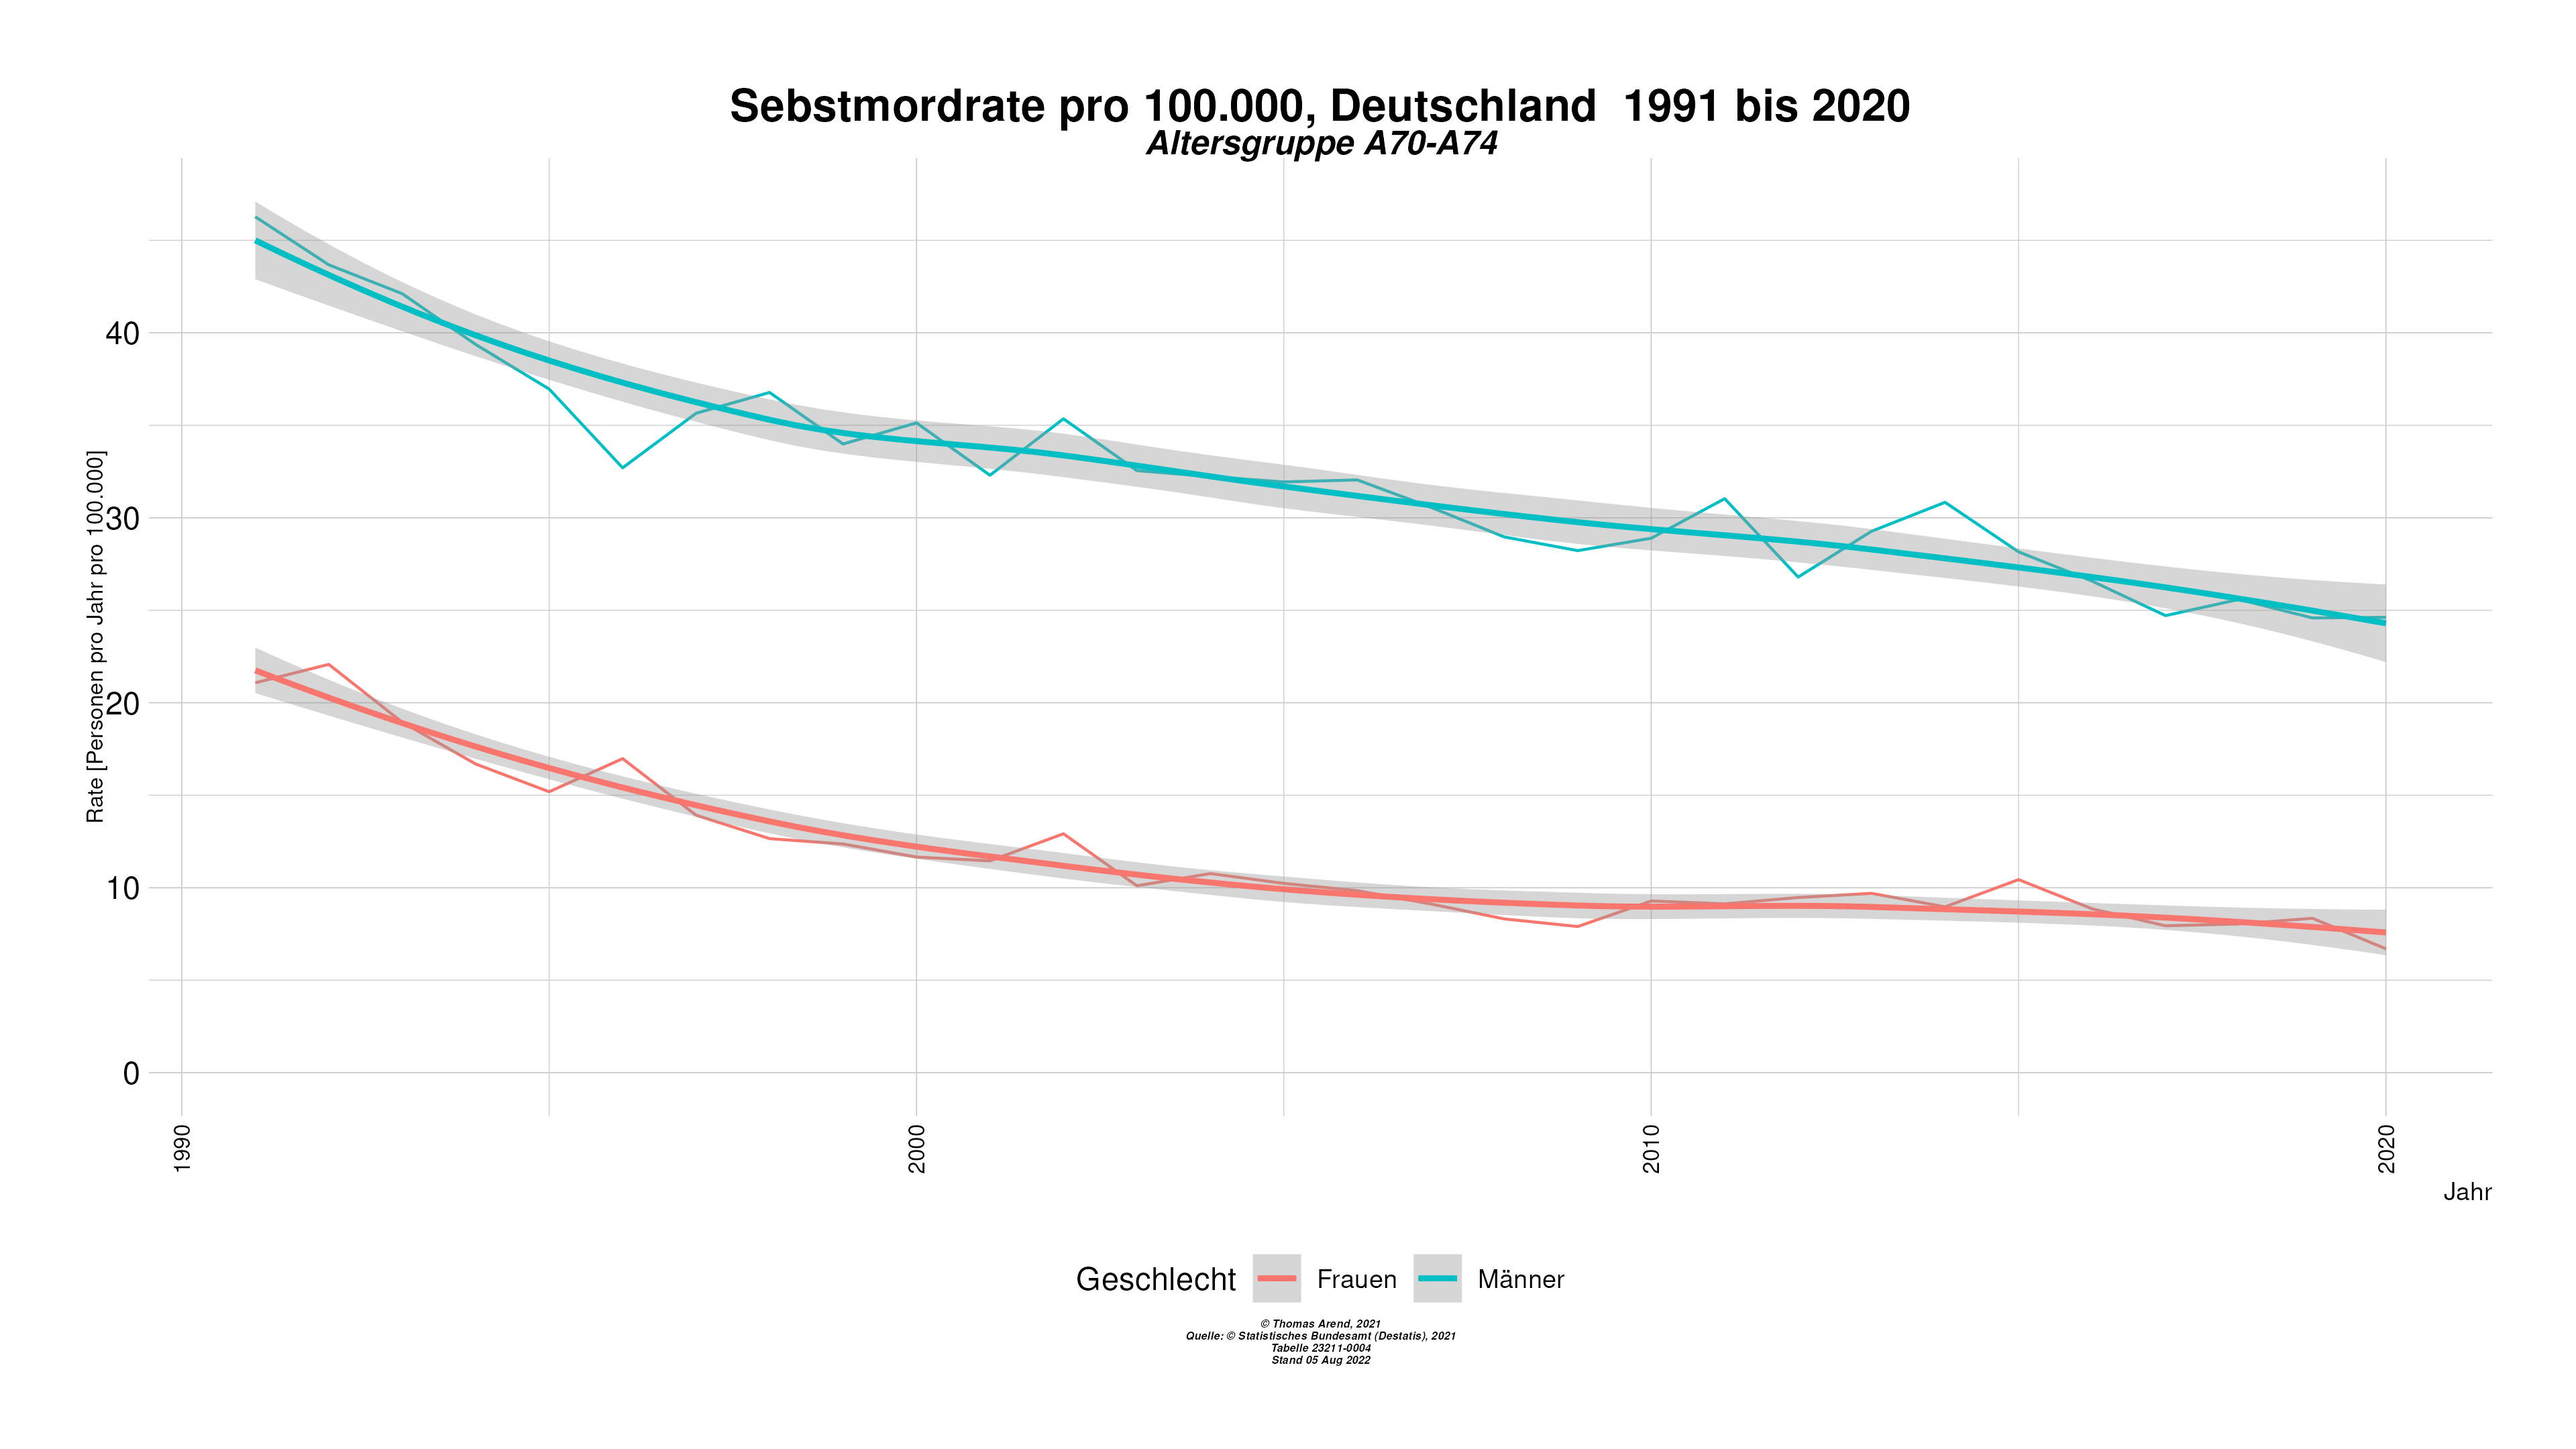 Sebstmordrate pro 100.000, Deutschland  1991 bis 2020
Altersgruppe A70-A74
Rate [Personen pro Jahr pro 100.000]
40
30
20
10
0
1990
2000
2010
2020
Jahr
Geschlecht Frauen Männer
© Thomas Arend, 2021
Quelle: © Statistisches Bundesamt (Destatis), 2021
Tabelle 23211-0004
Stand 05 Aug 2022